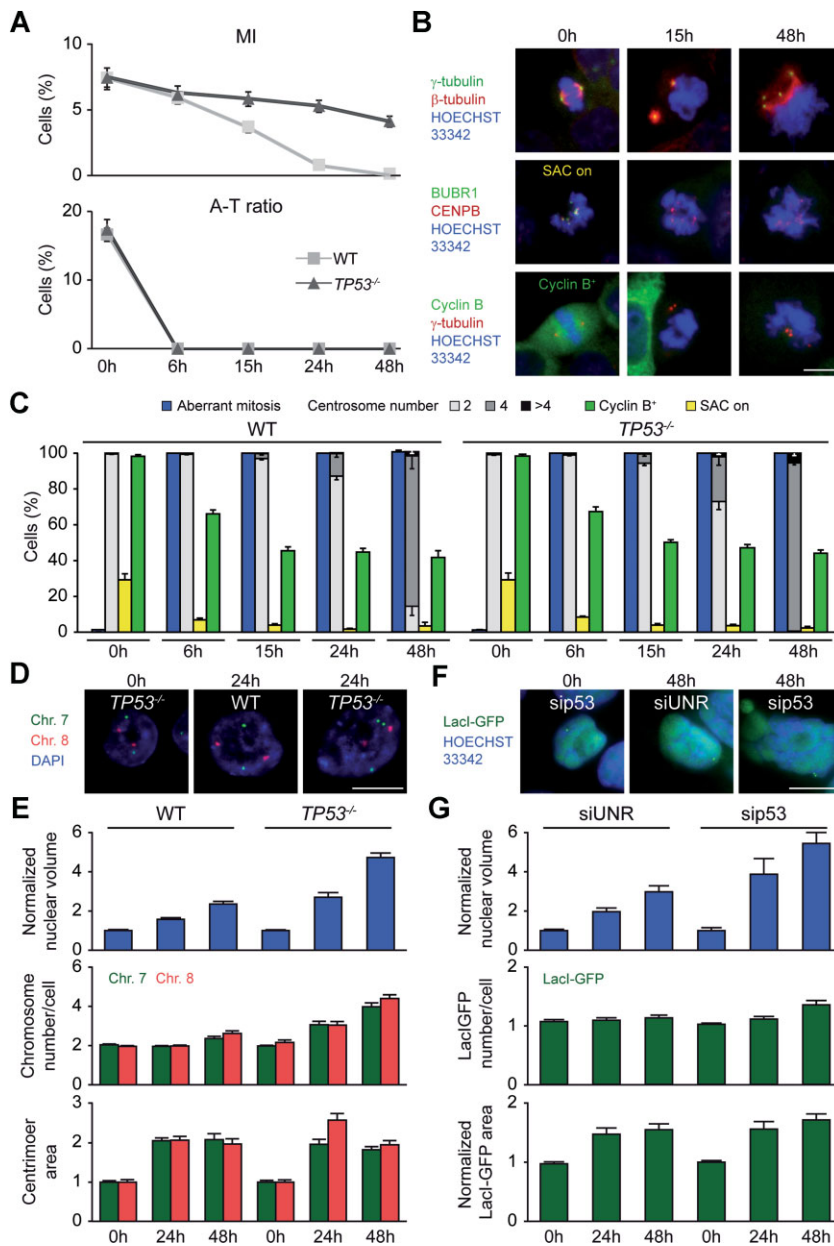 A
MI
10
5
0
Cells (%)
A-T ratio
20
10
0
Cells (%)
WT
TP53-/-
0h 6h 15h 24h 48h
B
0h 15h 48h
γ-tubulin
β-tubulin
HOECHST
33342
SAC on
BUBR1
CENPB
HOECHST
33342
Cyclin B+
Cyclin B
γ-tubulin
HOECHST
33342
C
Aberrant mitosis Centrosome number 2 4 >4 Cyclin B+ SAC on
WT TP53-/-
100
80
60
40
20
0
Cells (%)
0h 6h 15h 24h 48h 0h 6h 15h 24h 48h
D
0h 24h 24h
TP53-/- WT TP53-/-
Chr. 7
Chr. 8
DAPI
F
0h 48h 48h
sip53 siUNR sip53
LacI-GFP
HOECHST
33342
E
WT TP53-/-
6
4
2
0
Normalized
nuclear volume
Chr. 7 Chr. 8
6
4
2
0
Chromosome
number/cell
3
2
1
0
Centrimoer
area
0h 24h 48h 0h 24h 48h
G
siUNR sip53
6
4
2
0
Normalized
nuclear volume
LacI-GFP
2
1
0
LacIGFP
number/cell
2
1
0
Normalized
LacI-GFP area
0h 24h 48h 0h 24h 48h